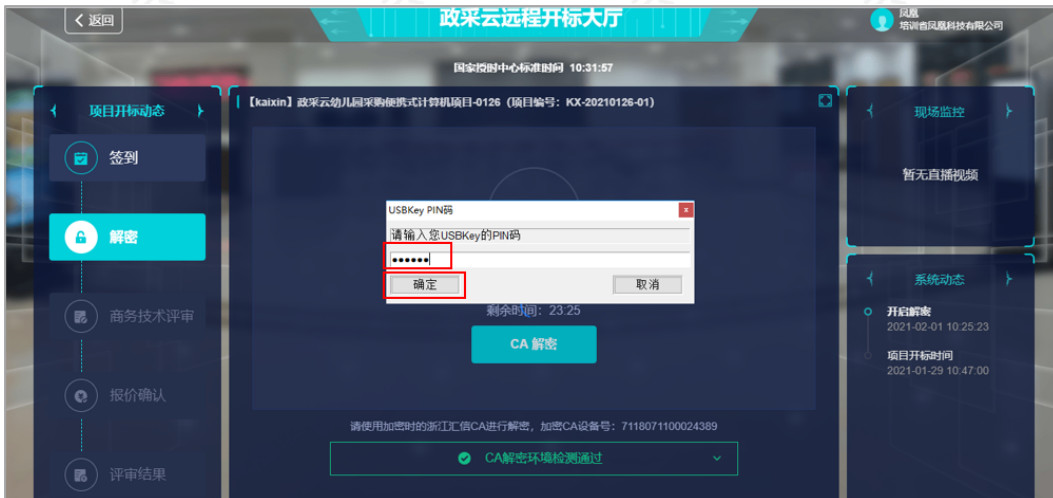 返回
政采云远程开标大厅
凤凰
培训省凤凰科技有限公司
国家授时中心标准时间 10:31:57
项目开标动态
签到
解密
商务技术评审
报价确认
评审结果
【kaixin】政采云幼儿园采购便携式计算机项目-0126（项目编号：KX-20210126-01）
USBKey PIN码
请输入您USBKey的PIN码
••••••
确定
取消
剩余时间：23:25
CA 解密
请使用加密时的浙江汇信CA进行解密，加密CA设备号：7118071100024389
CA解密环境检测通过
现场监控
暂无直播视频
系统动态
开启解密
2021-02-01 10:25:23
项目开标时间
2021-01-29 10:47:00